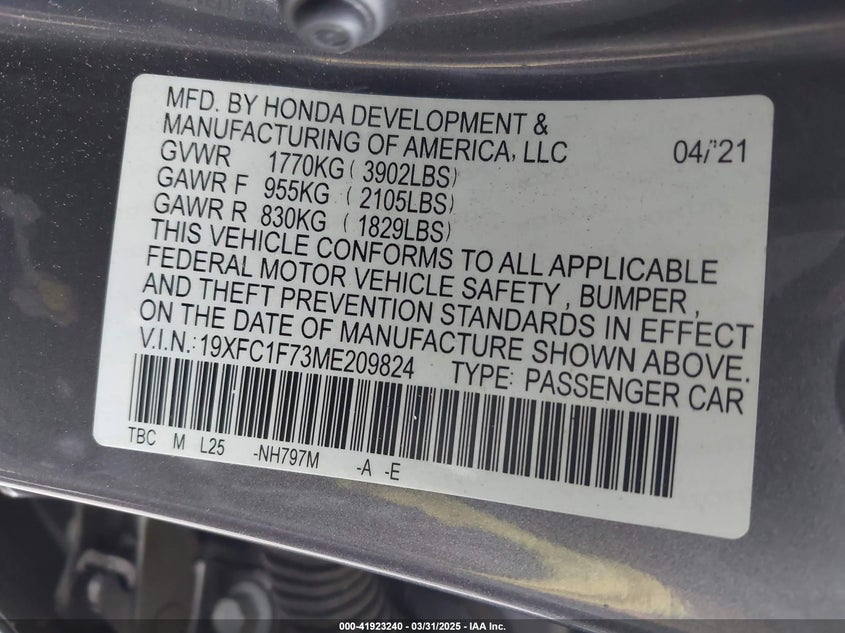 MFD. BY HONDA DEVELOPMENT &
MANUFACTURING OF AMERICA, LLC 04/'21
GVWR 1770KG ( 3902LBS)
GAWR F 955KG ( 2105LBS)
GAWR R 830KG ( 1829LBS)
THIS VEHICLE CONFORMS TO ALL APPLICABLE
FEDERAL MOTOR VEHICLE SAFETY , BUMPER ,
AND THEFT PREVENTION STANDARDS IN EFFECT
ON THE DATE OF MANUFACTURE SHOWN ABOVE.
V.I.N.:19XFC1F73ME209824 TYPE: PASSENGER CAR
TBC M L25 -NH797M -A -E
000-41923240 - 03/31/2025 - IAA Inc.